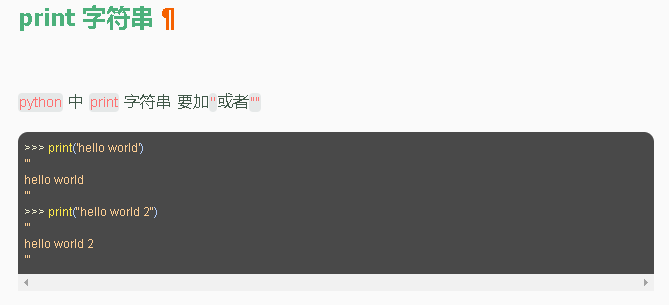 print 字符串 ¶
python 中 print 字符串 要加''或者""
>>> print('hello world')
"""
hello world
"""
>>> print("hello world 2")
"""
hello world 2
"""